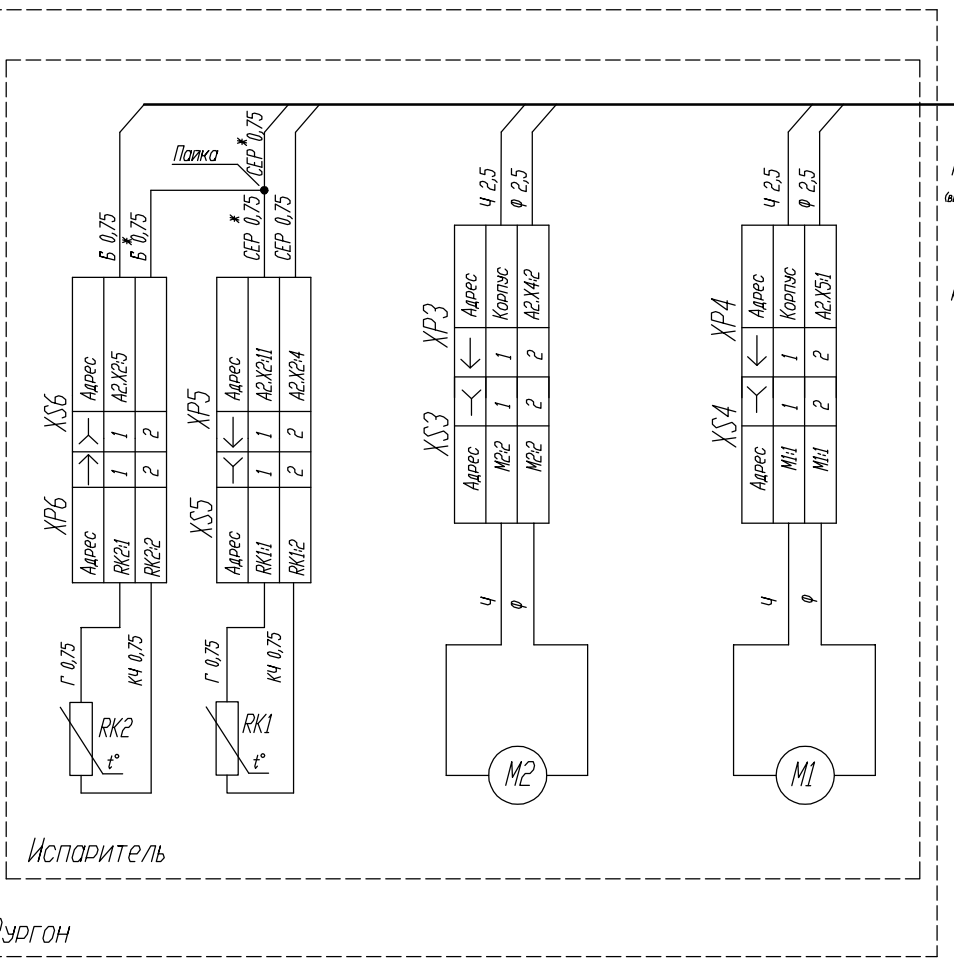 Пайка
СЕР* 0,75
Б 0,75
Б* 0,75
СЕР* 0,75
СЕР 0,75
Ч 2,5
Ф 2,5
Ч 2,5
Ф 2,5
XS6
Адрес
A2.X2:5
1
1
2
2
XP6
Адрес
RK2:1
RK2:2
XP5
Адрес
A2.X2:11
A2.X2:4
1
1
2
2
XS5
Адрес
RK1:1
RK1:2
XP3
Адрес
Корпус
A2.X4:2
1
2
1
2
XS3
Адрес
M2:2
M2:2
XP4
Адрес
Корпус
A2.X5:1
1
2
1
2
XS4
Адрес
M1:1
M1:1
Г 0,75
КЧ 0,75
Г 0,75
КЧ 0,75
Ч
Ф
Ч
Ф
RK2
t°
RK1
t°
M2
M1
Испаритель
ургон